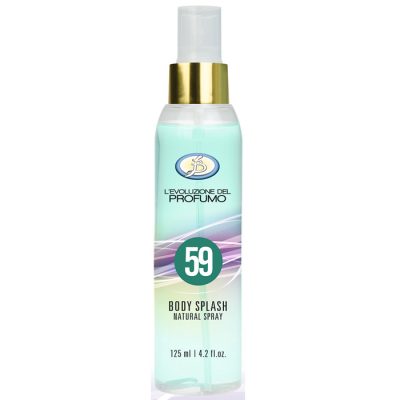 L'EVOLUZIONE DEL
PROFUMO
59
BODY SPLASH
NATURAL SPRAY
125 ml | 4.2 fl.oz.